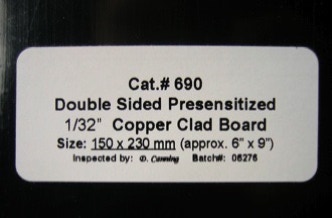 Cat.# 690
Double Sided Presensitized
1/32" Copper Clad Board
Size: 150 x 230 mm (approx. 6" x 9")
Inspected by: D. Canning Batch#: 06276